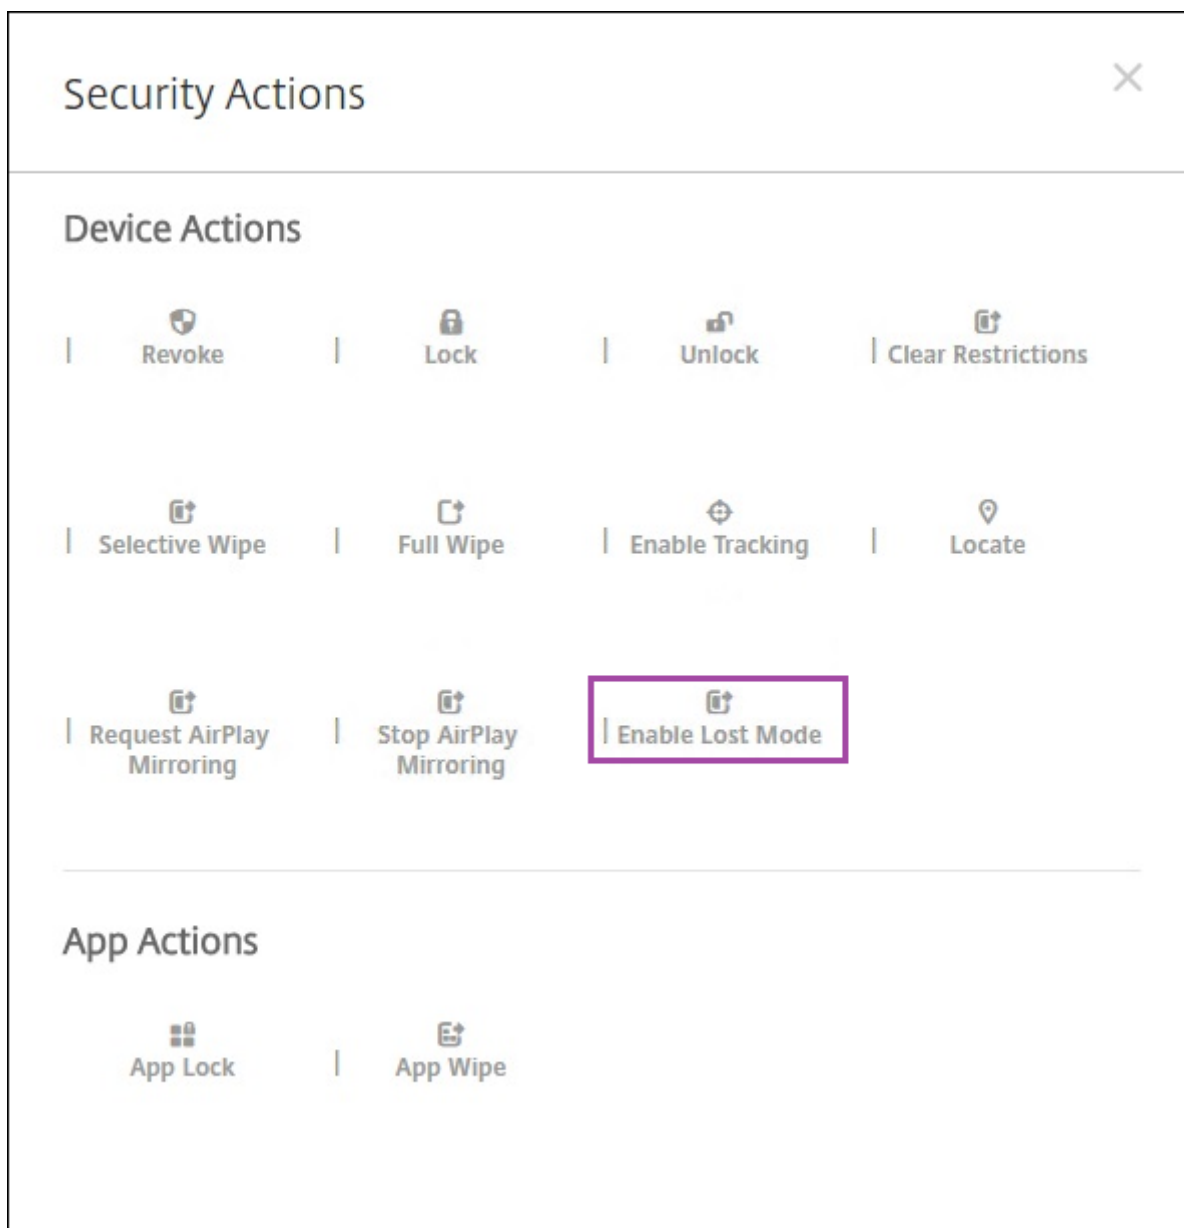 Security Actions
Device Actions
Revoke
Lock
Unlock
Clear Restrictions
Selective Wipe
Full Wipe
Enable Tracking
Locate
Request AirPlay
Mirroring
Stop AirPlay
Mirroring
Enable Lost Mode
App Actions
App Lock
App Wipe